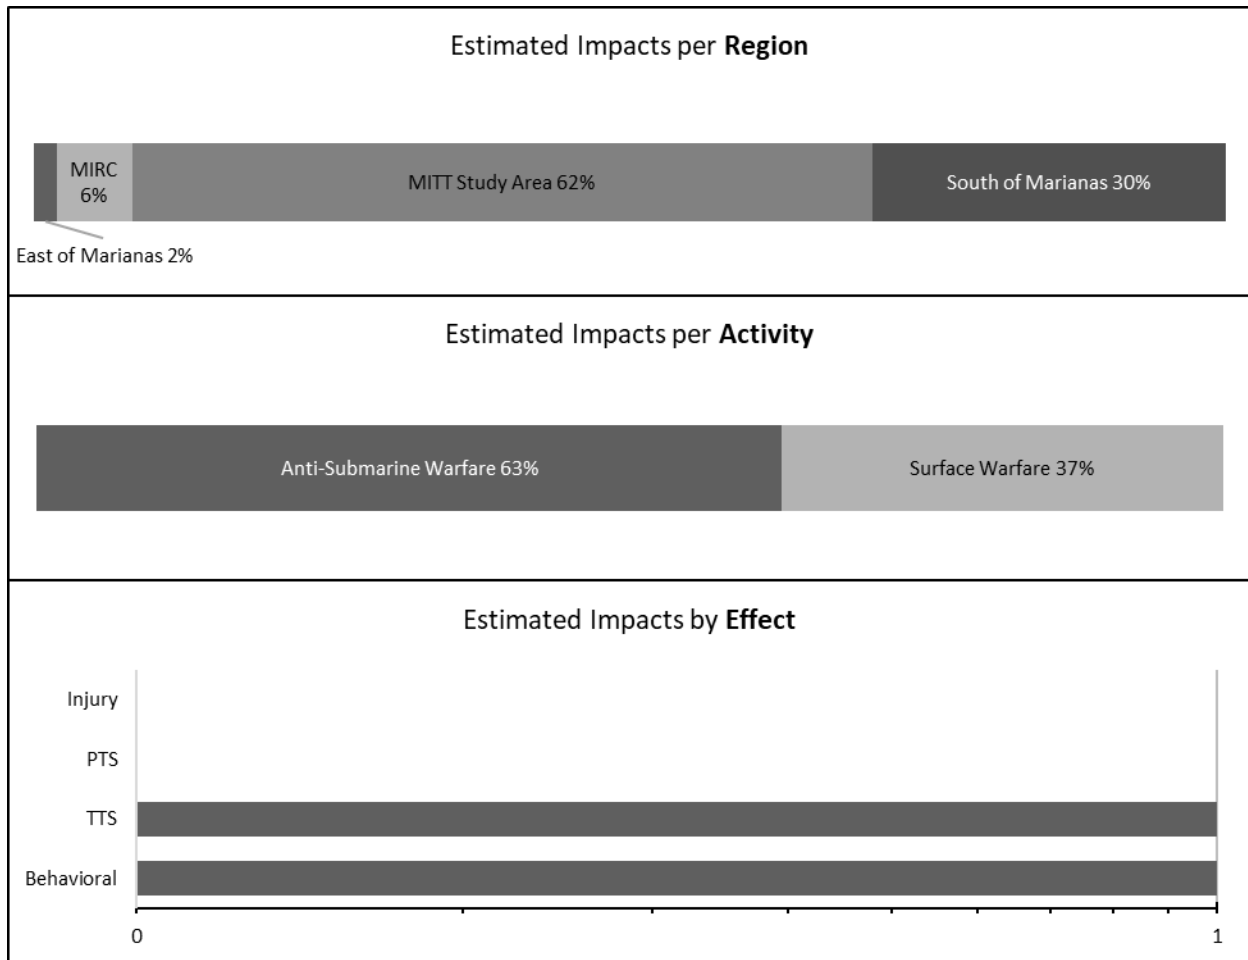 Estimated Impacts per Region
MIRC
6%
MITT Study Area 62%
South of Marianas 30%
East of Marianas 2%
Estimated Impacts per Activity
Anti-Submarine Warfare 63%
Surface Warfare 37%
Estimated Impacts by Effect
Injury
PTS
TTS
Behavioral
0
1